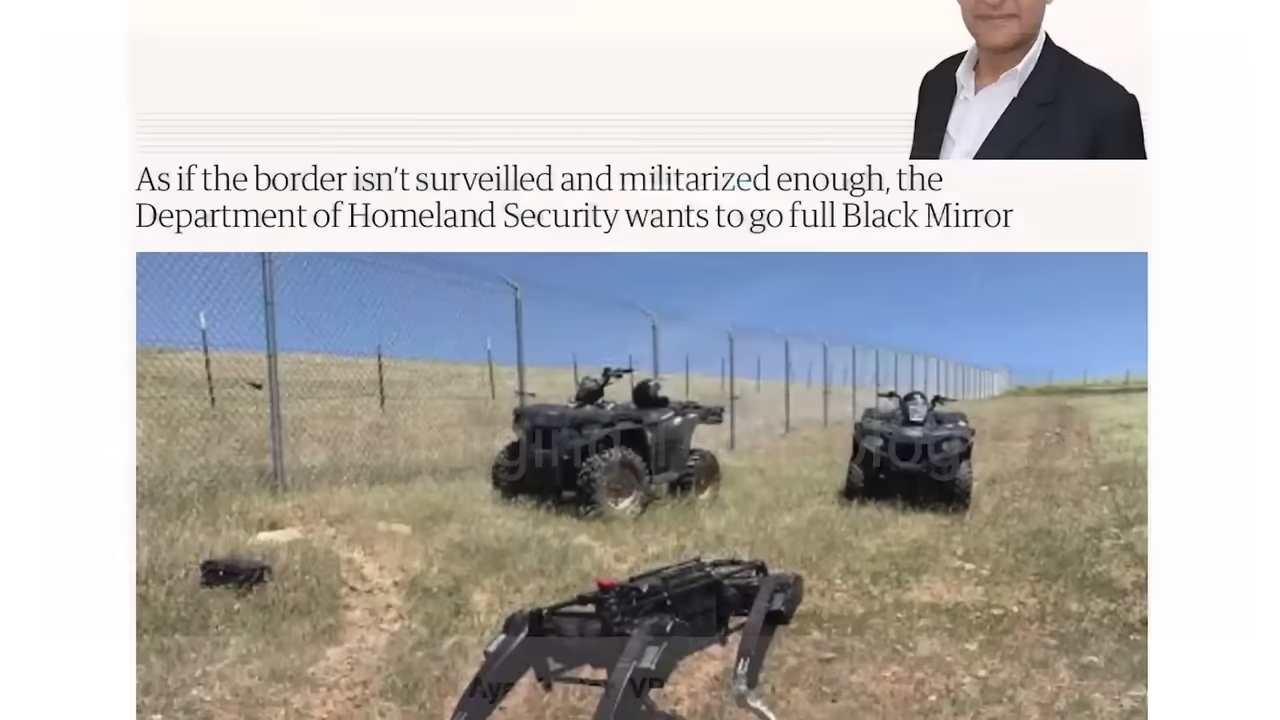 As if the border isn't surveilled and militarized enough, the
Department of Homeland Security wants to go full Black Mirror